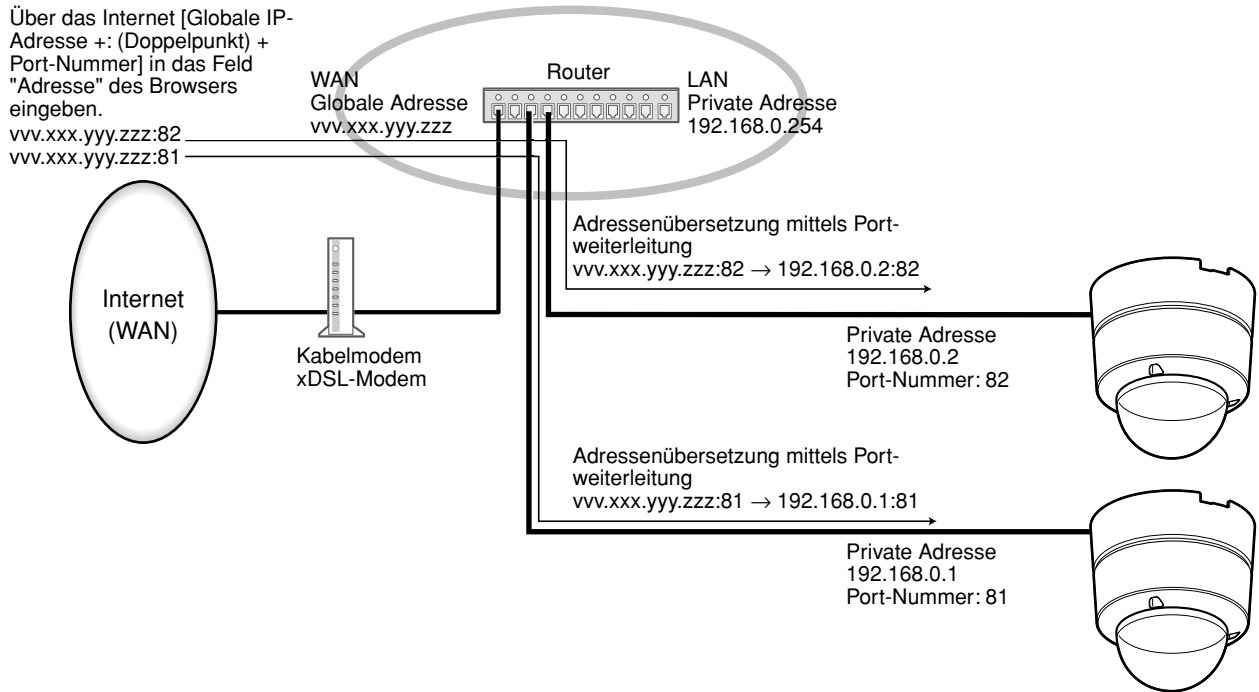 Über das Internet [Globale IP-
Adresse +: (Doppelpunkt) +
Port-Nummer] in das Feld
"Adresse" des Browsers
eingeben.
vvv.xxx.yyy.zzz:82
vvv.xxx.yyy.zzz:81
WAN
Globale Adresse
vvv.xxx.yyy.zzz
Router
LAN
Private Adresse
192.168.0.254
Internet
(WAN)
Kabelmodem
xDSL-Modem
Adressenübersetzung mittels Port-
weiterleitung
vvv.xxx.yyy.zzz:82 → 192.168.0.2:82
Private Adresse
192.168.0.2
Port-Nummer: 82
Adressenübersetzung mittels Port-
weiterleitung
vvv.xxx.yyy.zzz:81 → 192.168.0.1:81
Private Adresse
192.168.0.1
Port-Nummer: 81